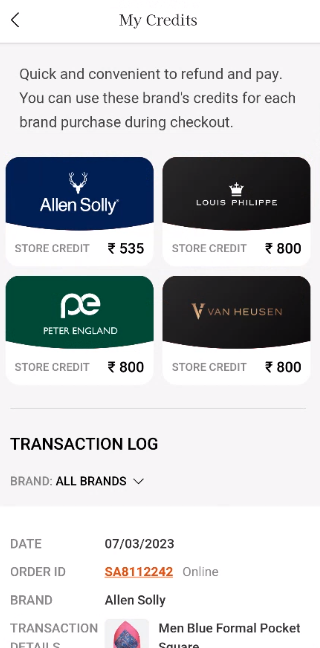 My Credits
Quick and convenient to refund and pay.
You can use these brand's credits for each
brand purchase during checkout.
Allen Solly
LOUIS PHILIPPE
STORE CREDIT ₹ 535
STORE CREDIT ₹ 800
pe
PETER ENGLAND
V VAN HEUSEN
STORE CREDIT ₹ 800
STORE CREDIT ₹ 800
TRANSACTION LOG
BRAND: ALL BRANDS
DATE 07/03/2023
ORDER ID SA8112242 Online
BRAND Allen Solly
TRANSACTION Men Blue Formal Pocket
DETAILS Square